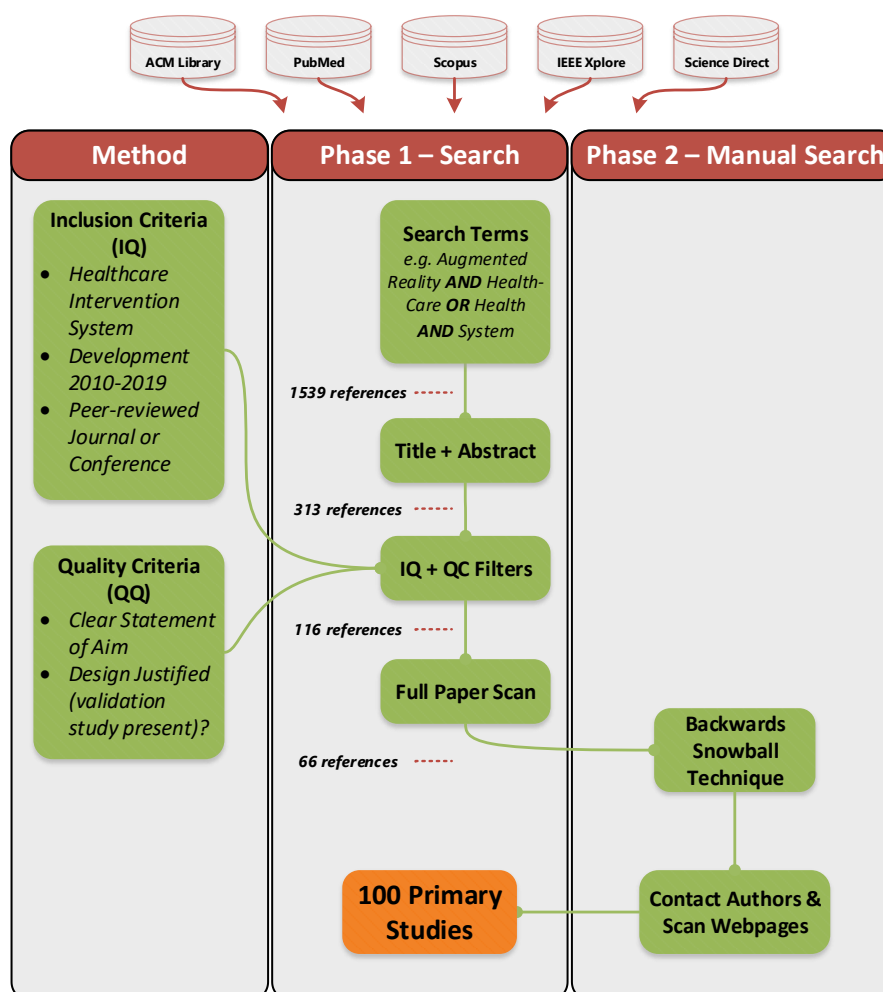 ACM Library
PubMed
Scopus
IEEE Xplore
Science Direct
Method
Phase 1 – Search
Phase 2 – Manual Search
Inclusion Criteria
(IQ)
• Healthcare
Intervention
System
• Development
2010-2019
• Peer-reviewed
Journal or
Conference
Quality Criteria
(QQ)
• Clear Statement
of Aim
• Design Justified
(validation
study present)?
Search Terms
e.g. Augmented
Reality AND Health-
Care OR Health
AND System
1539 references
Title + Abstract
313 references
IQ + QC Filters
116 references
Full Paper Scan
66 references
Backwards
Snowball
Technique
Contact Authors &
Scan Webpages
100 Primary
Studies